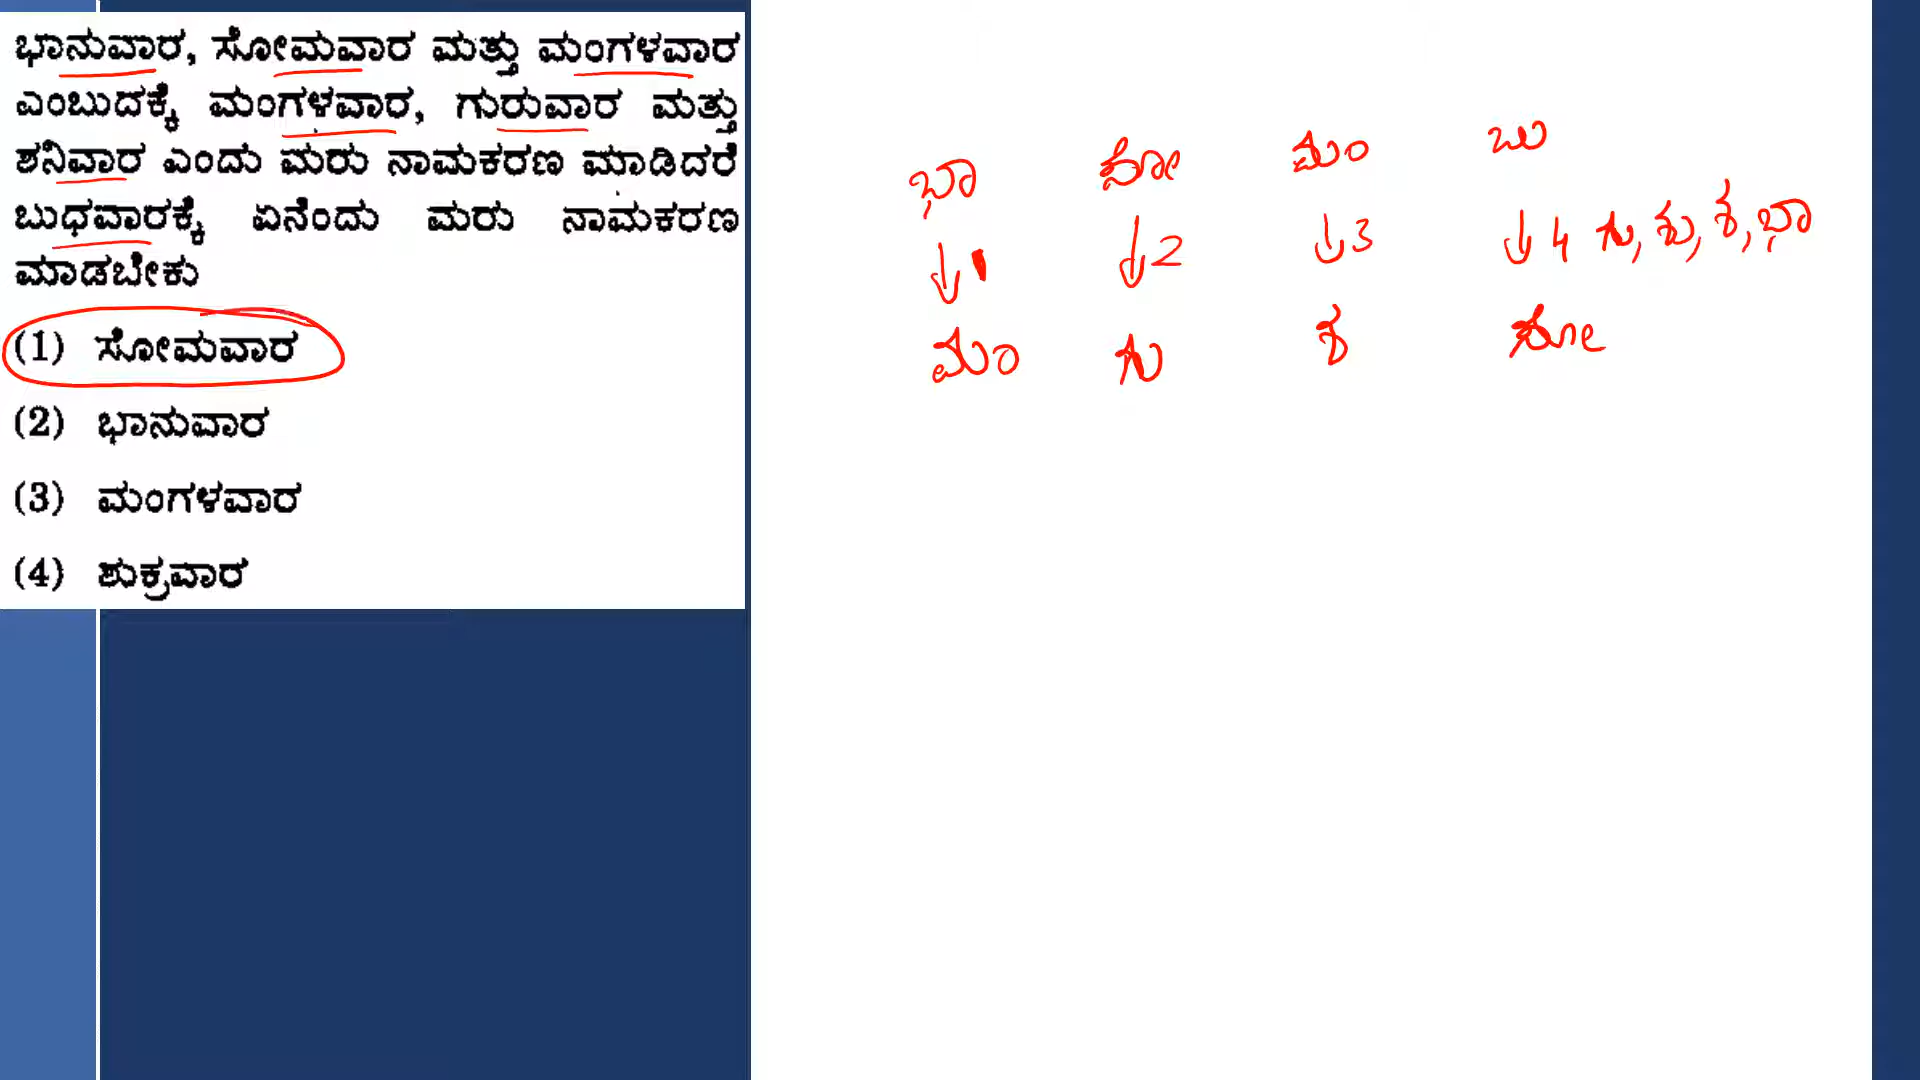 ಭಾನುವಾರ, ಸೋಮವಾರ ಮತ್ತು ಮಂಗಳವಾರ
ಎಂಬುದಕ್ಕೆ ಮಂಗಳವಾರ, ಗುರುವಾರ ಮತ್ತು
ಶನಿವಾರ ಎಂದು ಮರು ನಾಮಕರಣ ಮಾಡಿದರೆ
ಬುಧವಾರಕ್ಕೆ ಏನೆಂದು ಮರು ನಾಮಕರಣ
ಮಾಡಬೇಕು
(1) ಸೋಮವಾರ
(2) ಭಾನುವಾರ
(3) ಮಂಗಳವಾರ
(4) ಶುಕ್ರವಾರ
ಭಾ ಸೋ ಮಂ ಬು
↓1 ↓2 ↓3 ↓4 ಗು, ಶು, ಶ, ಭಾ
ಮಂ ಗು ಶ ಸೋ